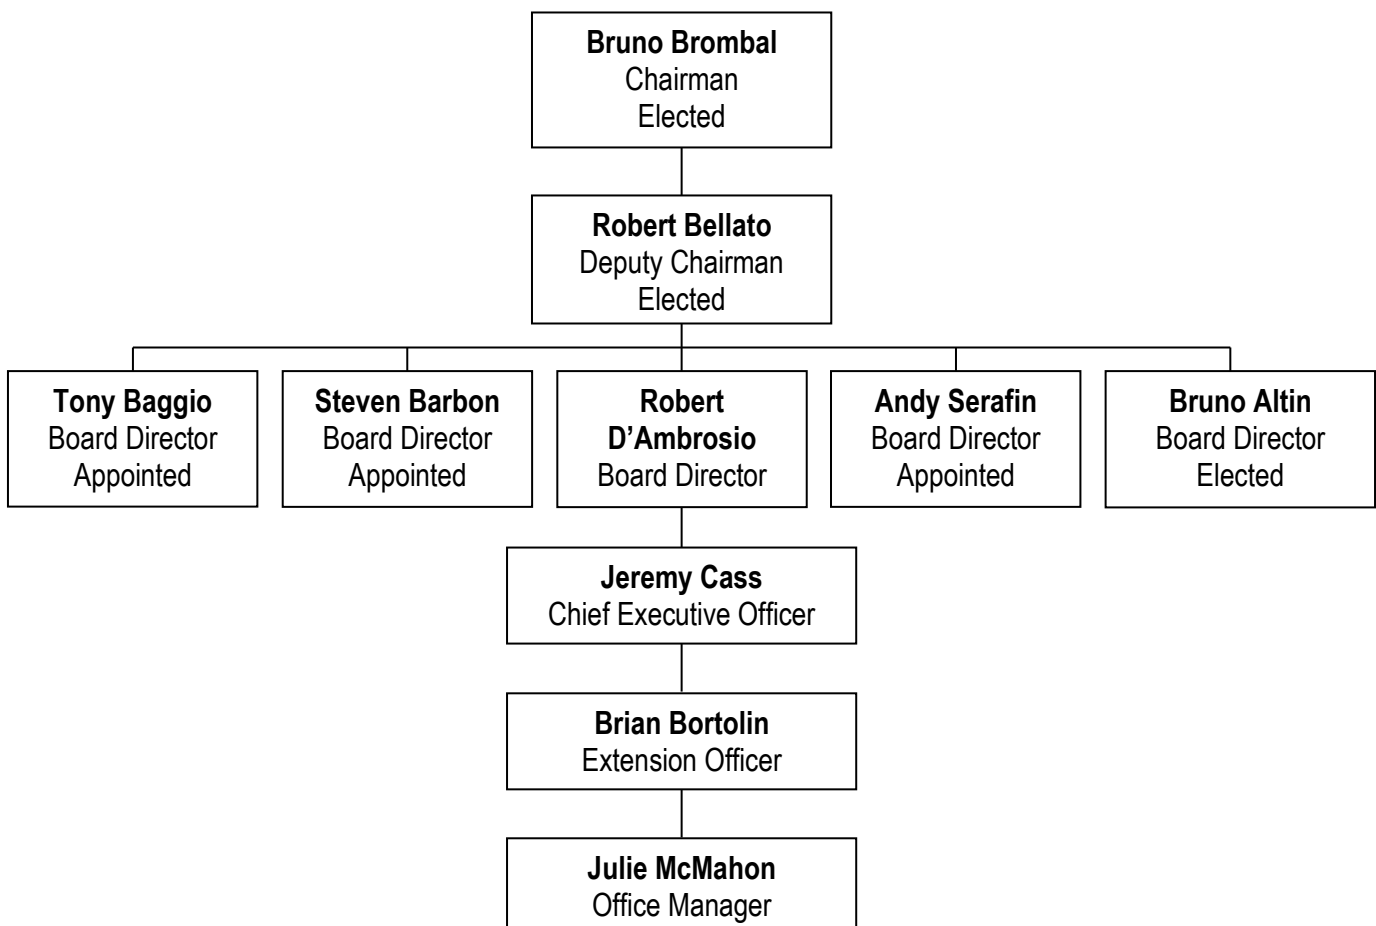 Bruno Brombal
Chairman
Elected
Robert Bellato
Deputy Chairman
Elected
Tony Baggio
Board Director
Appointed
Steven Barbon
Board Director
Appointed
Robert
D’Ambrosio
Board Director
Andy Serafin
Board Director
Appointed
Bruno Altin
Board Director
Elected
Jeremy Cass
Chief Executive Officer
Brian Bortolin
Extension Officer
Julie McMahon
Office Manager